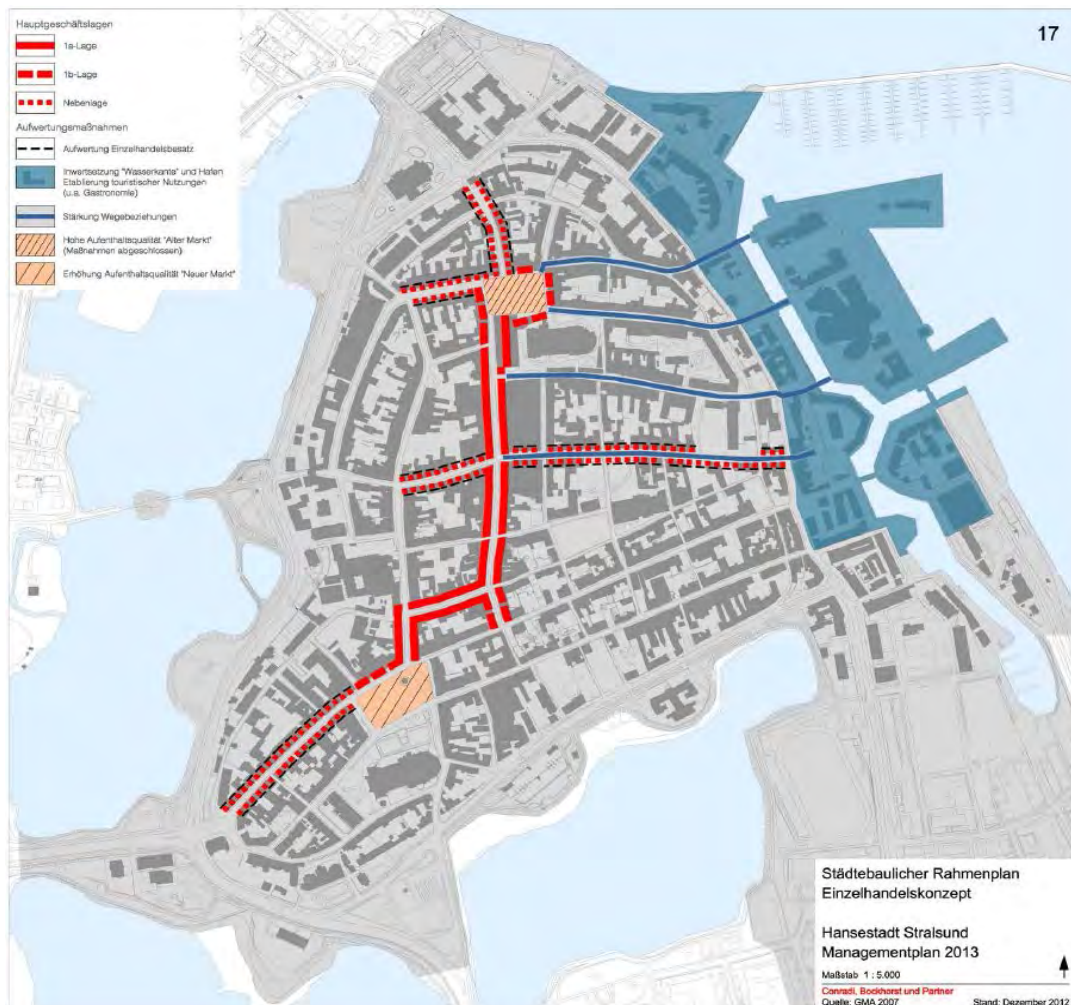 17
Hauptgeschäftslagen
1a-Lage
1b-Lage
Nebenlage
Aufwertungsmaßnahmen
Aufwertung Einzelhandelsbesatz
Inwertsetzung "Wasserkante" und Hafen
Etablierung touristischer Nutzungen
(u.a. Gastronomie)
Stärkung Wegebeziehungen
Hohe Aufenthaltsqualität "Alter Markt"
(Maßnahmen abgeschlossen)
Erhöhung Aufenthaltsqualität "Neuer Markt"
Städtebaulicher Rahmenplan
Einzelhandelskonzept
Hansestadt Stralsund
Managementplan 2013
Maßstab 1 : 5.000
Conradi, Bockhorst und Partner
Quelle: GMA 2007 Stand: Dezember 2012